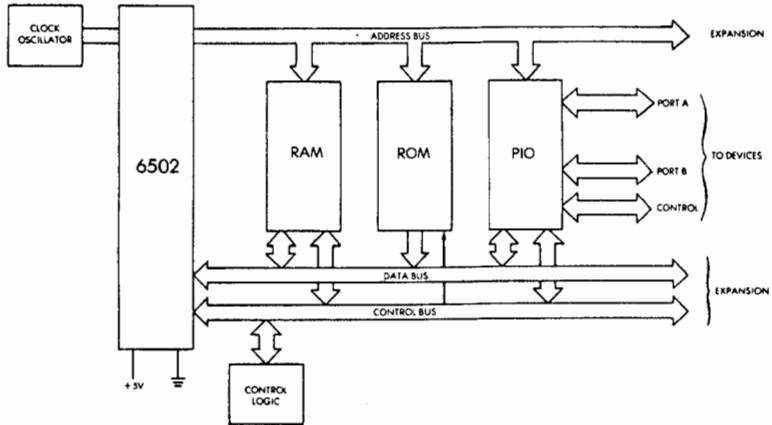 CLOCK
OSCILLATOR
ADDRESS BUS
EXPANSION
6502
RAM
ROM
PIO
PORT A
TO DEVICES
PORT B
CONTROL
DATA BUS
EXPANSION
CONTROL BUS
+5V
CONTROL
LOGIC